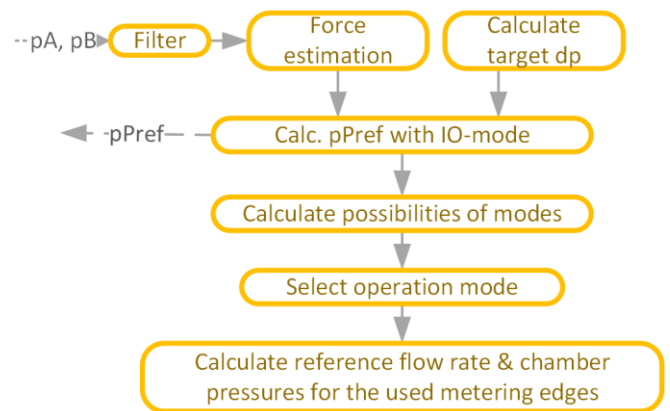 pA, pB
Filter
Force
estimation
Calculate
target dp
pPref
Calc. pPref with IO-mode
Calculate possibilities of modes
Select operation mode
Calculate reference flow rate & chamber
pressures for the used metering edges